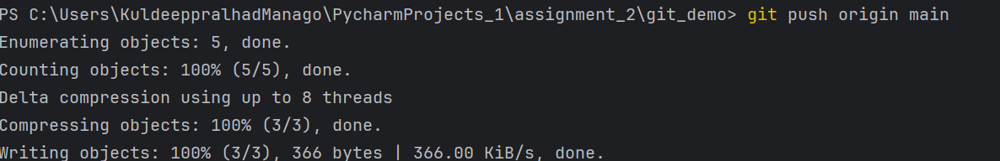 PS C:\Users\KuldeeppralhadManago\PycharmProjects_1\assignment_2\git_demo> git push origin main
Enumerating objects: 5, done.
Counting objects: 100% (5/5), done.
Delta compression using up to 8 threads
Compressing objects: 100% (3/3), done.
Writing objects: 100% (3/3), 366 bytes | 366.00 KiB/s, done.